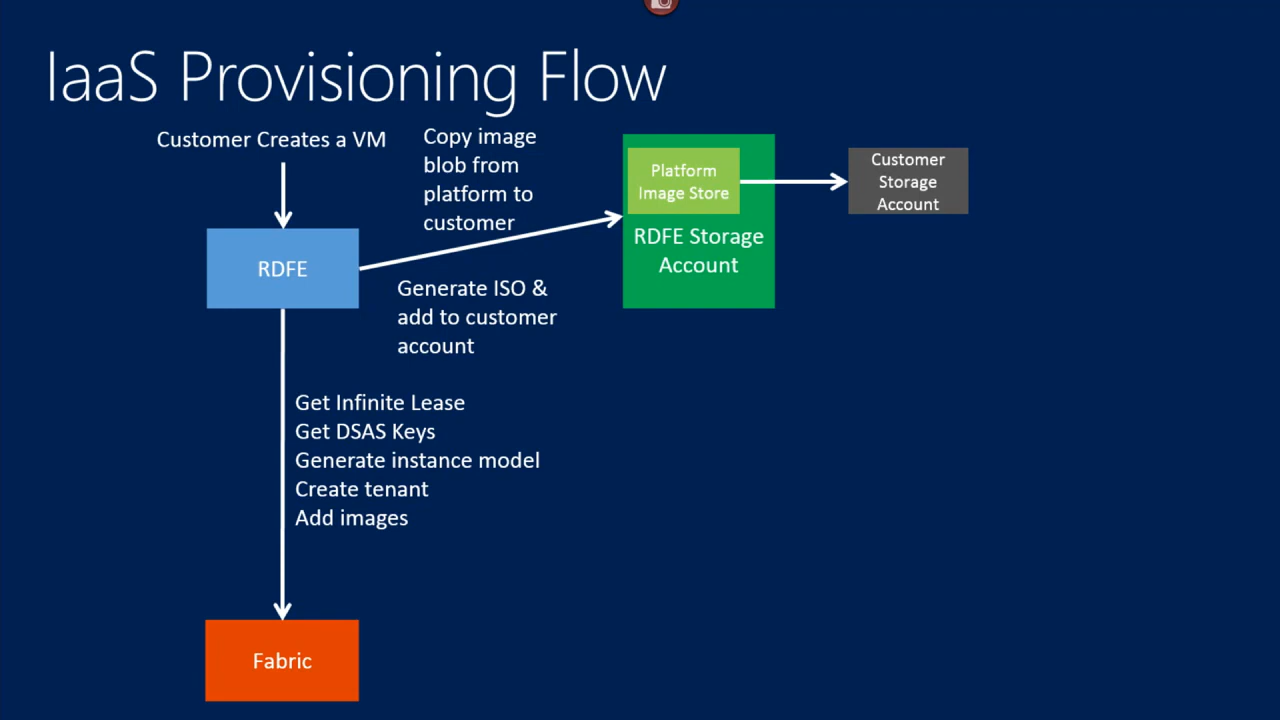 IaaS Provisioning Flow
Customer Creates a VM
Copy image
blob from
platform to
customer
Platform
Image Store
Customer
Storage
Account
RDFE
RDFE Storage
Account
Generate ISO &
add to customer
account
Get Infinite Lease
Get DSAS Keys
Generate instance model
Create tenant
Add images
Fabric